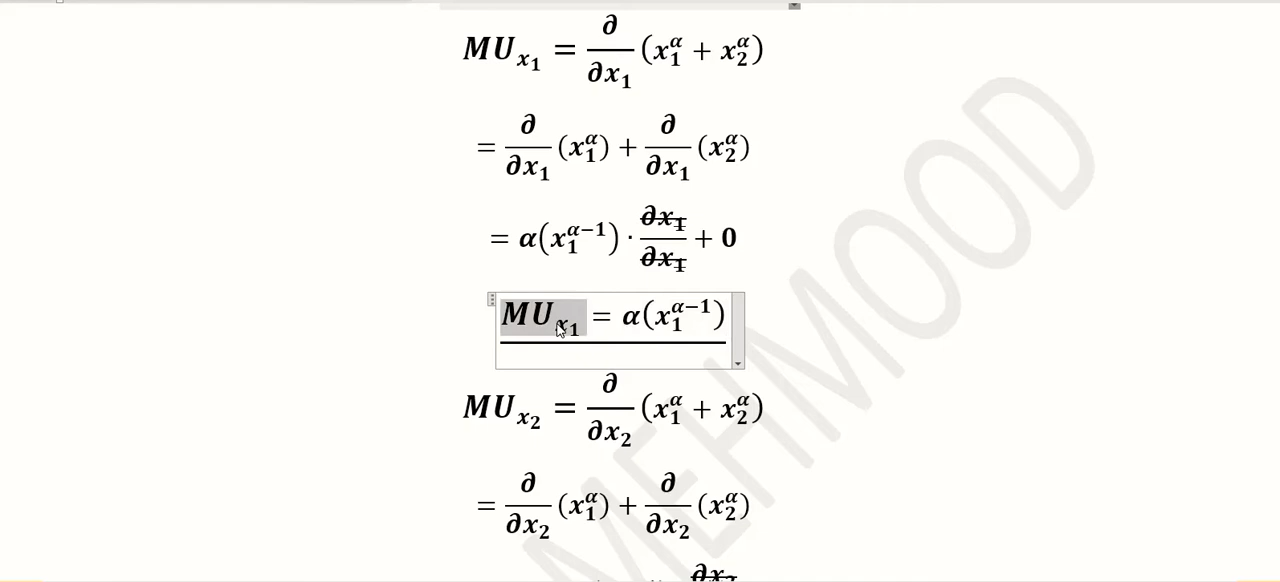 MU_{x_1} = ∂/∂x_1 (x_1^α + x_2^α)
= ∂/∂x_1 (x_1^α) + ∂/∂x_1 (x_2^α)
= α(x_1^{α−1}) · ∂x_1/∂x_1 + 0
MU_{x_1} = α(x_1^{α−1})
MU_{x_2} = ∂/∂x_2 (x_1^α + x_2^α)
= ∂/∂x_2 (x_1^α) + ∂/∂x_2 (x_2^α)
MEHMOOD